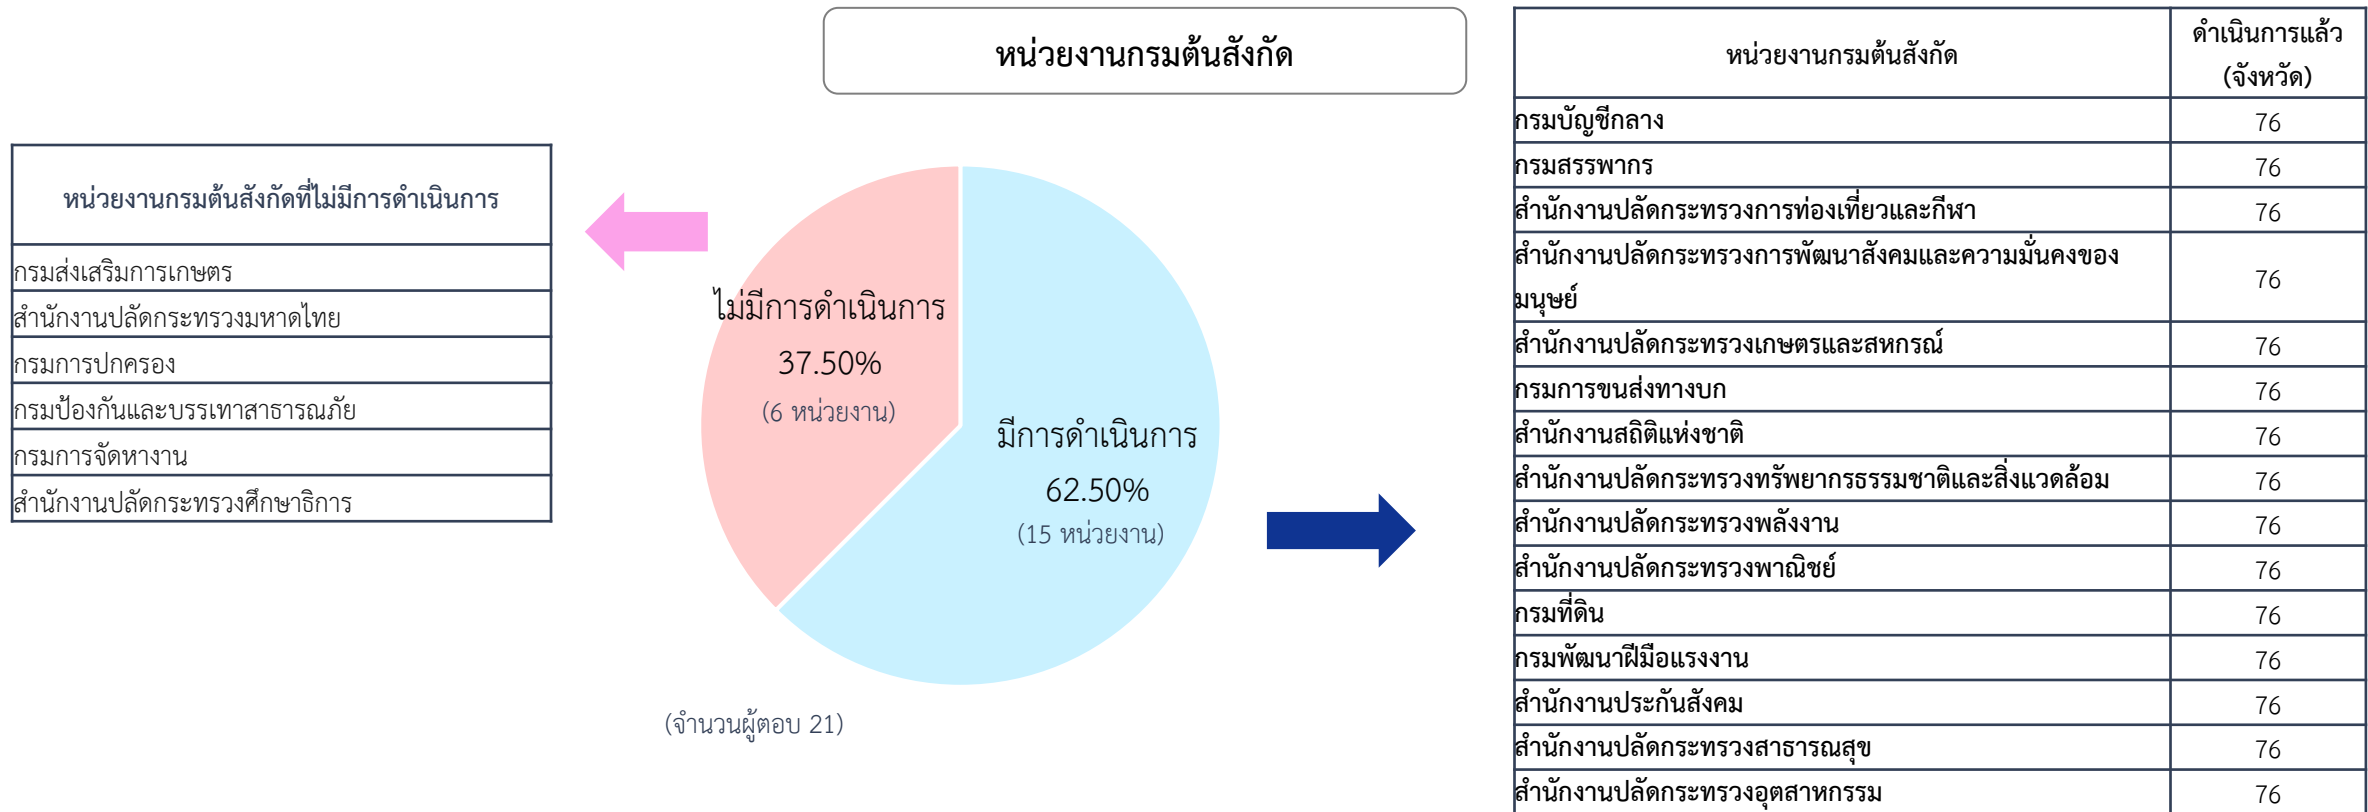 หน่วยงานกรมต้นสังกัด
หน่วยงานกรมต้นสังกัดที่ไม่มีการดำเนินการ
กรมส่งเสริมการเกษตร
สำนักงานปลัดกระทรวงมหาดไทย
กรมการปกครอง
กรมป้องกันและบรรเทาสาธารณภัย
กรมการจัดหางาน
สำนักงานปลัดกระทรวงศึกษาธิการ
ไม่มีการดำเนินการ
37.50%
(6 หน่วยงาน)
มีการดำเนินการ
62.50%
(15 หน่วยงาน)
(จำนวนผู้ตอบ 21)
หน่วยงานกรมต้นสังกัด
ดำเนินการแล้ว
(จังหวัด)
กรมบัญชีกลาง 76
กรมสรรพากร 76
สำนักงานปลัดกระทรวงการท่องเที่ยวและกีฬา 76
สำนักงานปลัดกระทรวงการพัฒนาสังคมและความมั่นคงของ
มนุษย์ 76
สำนักงานปลัดกระทรวงเกษตรและสหกรณ์ 76
กรมการขนส่งทางบก 76
สำนักงานสถิติแห่งชาติ 76
สำนักงานปลัดกระทรวงทรัพยากรธรรมชาติและสิ่งแวดล้อม 76
สำนักงานปลัดกระทรวงพลังงาน 76
สำนักงานปลัดกระทรวงพาณิชย์ 76
กรมที่ดิน 76
กรมพัฒนาฝีมือแรงงาน 76
สำนักงานประกันสังคม 76
สำนักงานปลัดกระทรวงสาธารณสุข 76
สำนักงานปลัดกระทรวงอุตสาหกรรม 76